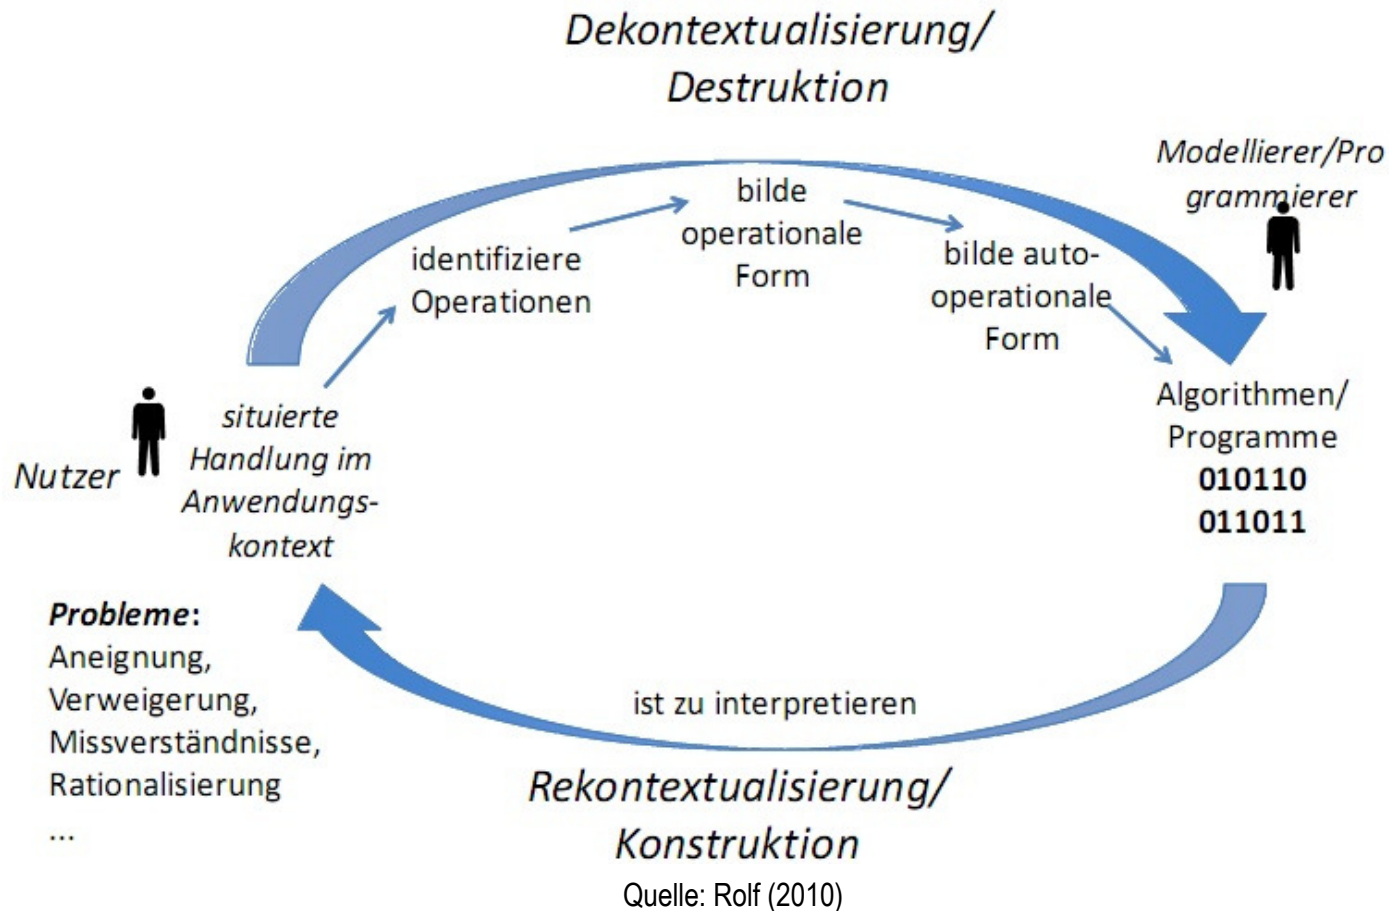 Dekontextualisierung/
Destruktion
Modellierer/Pro
grammierer
bilde
operationale
Form
identifiziere
Operationen
bilde auto-
operationale
Form
situierte
Handlung im
Anwendungs-
kontext
Nutzer
Algorithmen/
Programme
010110
011011
Probleme:
Aneignung,
Verweigerung,
Missverständnisse,
Rationalisierung
...
ist zu interpretieren
Rekontextualisierung/
Konstruktion
Quelle: Rolf (2010)